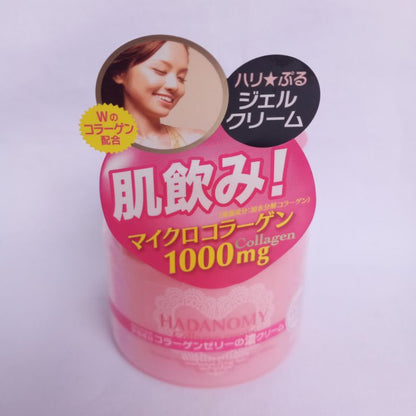 ハリ★ぷる
ジェル
クリーム
Wの
コラーゲン
配合
肌飲み!
マイクロコラーゲン
Collagen
1000mg
HADANOMY
コラーゲンゼリーの濃クリーム